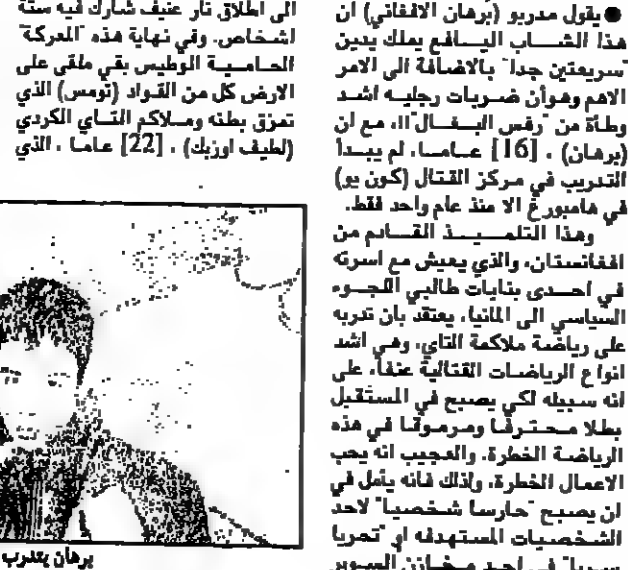 ● يقول مدربو (برهان الافغاني) ان
هذا الشاب اليافع يملك يدين
"سريعتين جدا" بالاضافة الى الامر
الاهم وهو أن ضربات رجليه اشد
وطأة من "رفس البغال"!!، مع ان
(برهان) ، [16] عاما، لم يبدأ
التدريب في مركز القتال (كون يو)
في هامبورغ الا منذ عام واحد فقط.
وهذا التلميذ القادم من
افغانستان، والذي يعيش مع اسرته
في احدى بنايات طالبي اللجوء
السياسي الى المانيا، يعتقد بان تدربه
على رياضة ملاكمة التاي، وهي اشد
انواع الرياضات القتالية عنفا، على
انه سبيله لكي يصبح في المستقبل
بطلا محترفا ومرموقا في هذه
الرياضة الخطرة. والعجيب انه يحب
الاعمال الخطرة، ولذلك فانه يأمل في
ان يصبح "حارسا شخصيا" لاحد
الشخصيات المستهدفه او "تحريا
سريا" في احد مخازن السوبر
الى اطلاق نار عنيف شارك فيه ستة
اشخاص. وفي نهاية هذه "المعركة"
الحامية الوطيس بقي ملقى على
الارض كل من القواد (تومس) الذي
تمزق بطنه وملاكم التاي الكردي
(لطيف اوزبك) ، [22] عاما ، الذي
برهان يتدرب